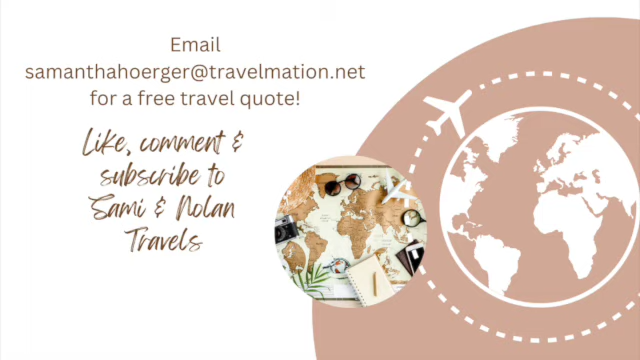 Email
samanthahoerger@travelmation.net
for a free travel quote!
Like, comment &
subscribe to
Sami & Nolan
Travels